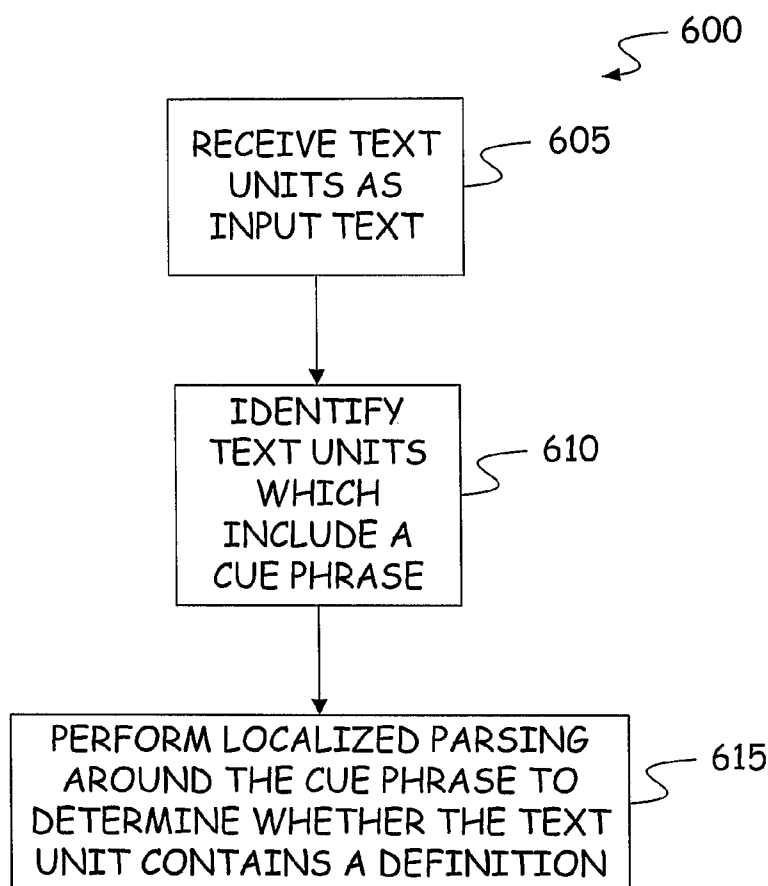 600
RECEIVE TEXT
UNITS AS
INPUT TEXT
605
IDENTIFY
TEXT UNITS
WHICH
INCLUDE A
CUE PHRASE
610
PERFORM LOCALIZED PARSING
AROUND THE CUE PHRASE TO
DETERMINE WHETHER THE TEXT
UNIT CONTAINS A DEFINITION
615